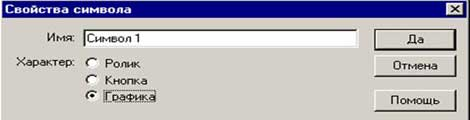 Свойства символа
Имя: Символ 1
Да
Характер: Ролик
Отмена
Кнопка
Графика
Помощь